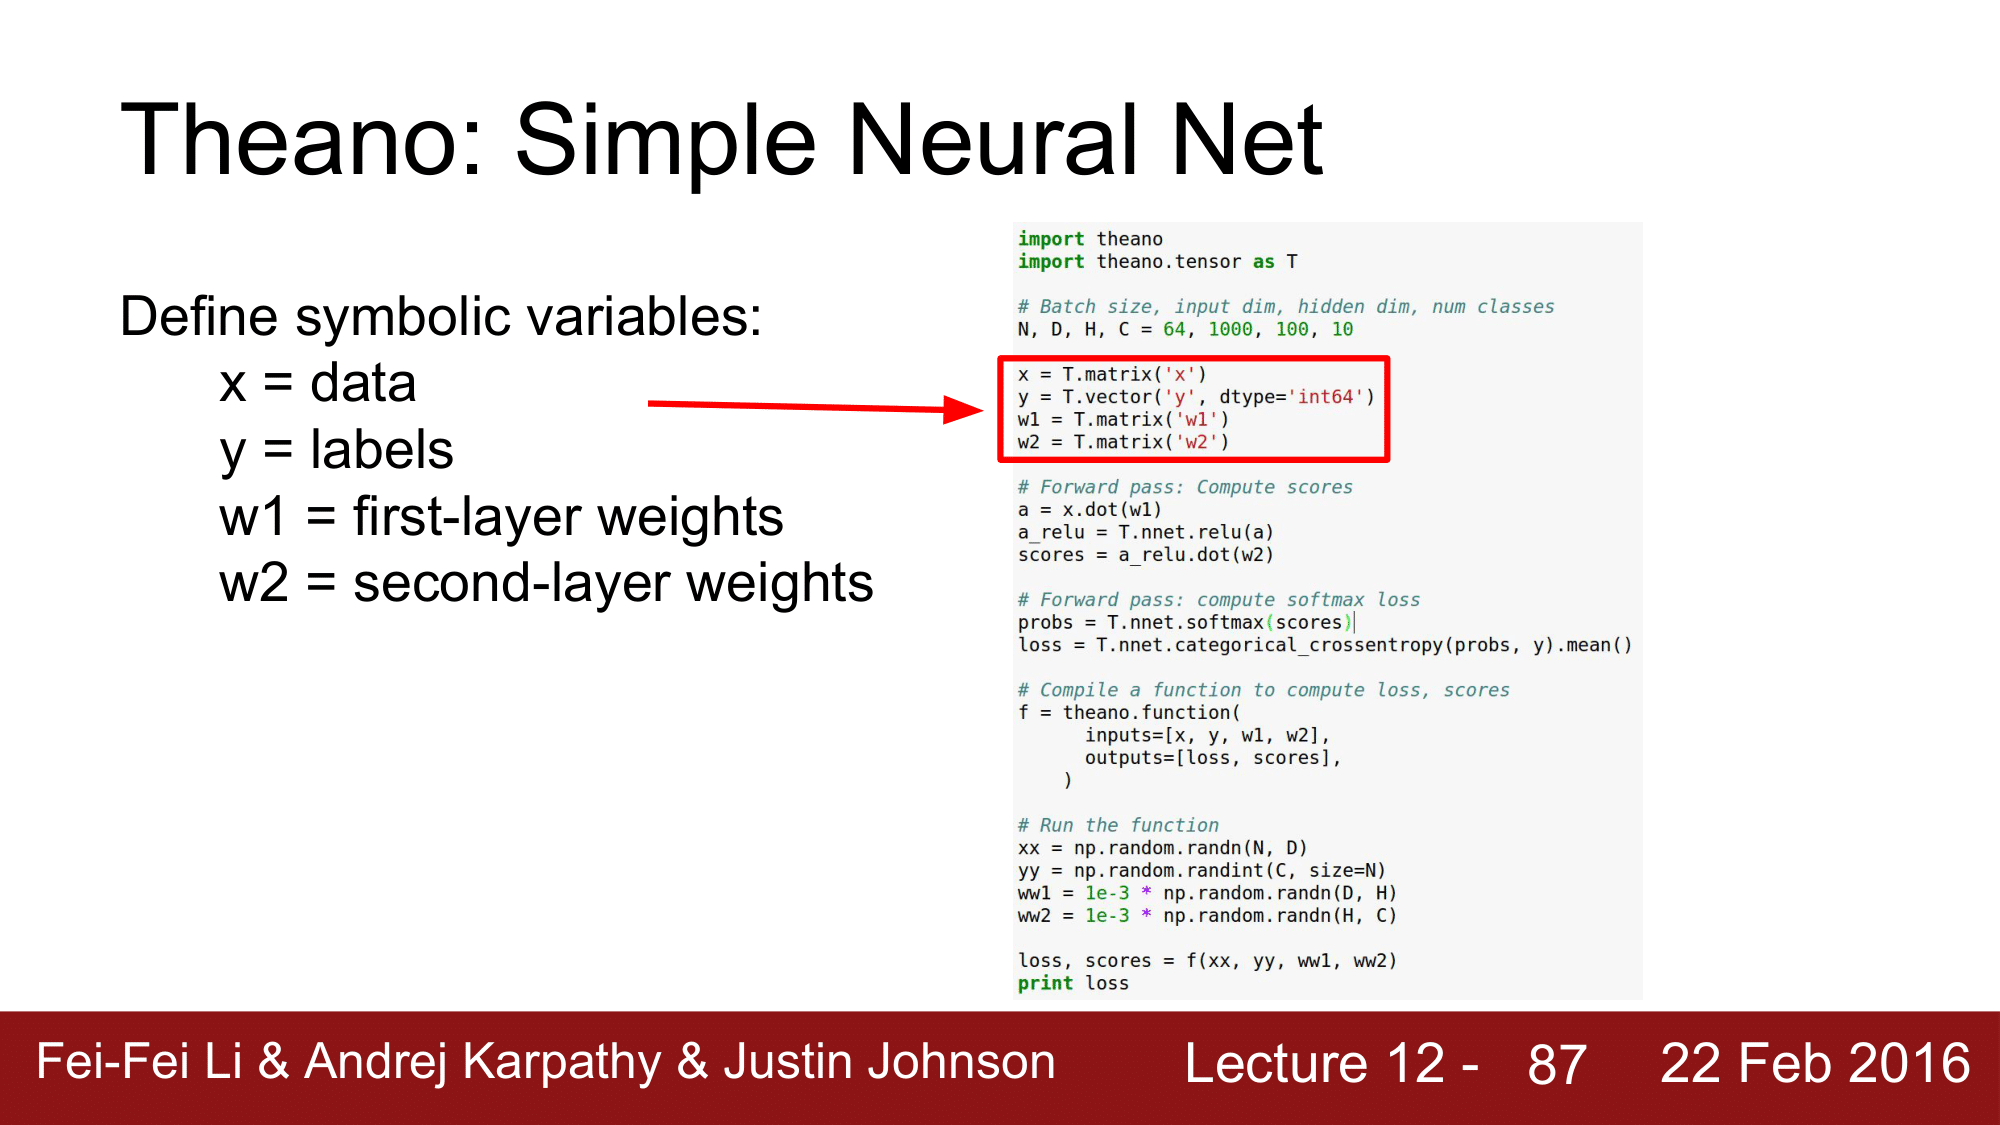 Theano: Simple Neural Net
Define symbolic variables:
x = data
y = labels
w1 = first-layer weights
w2 = second-layer weights
import theano
import theano.tensor as T
# Batch size, input dim, hidden dim, num classes
N, D, H, C = 64, 1000, 100, 10
x = T.matrix('x')
y = T.vector('y', dtype='int64')
w1 = T.matrix('w1')
w2 = T.matrix('w2')
# Forward pass: Compute scores
a = x.dot(w1)
a_relu = T.nnet.relu(a)
scores = a_relu.dot(w2)
# Forward pass: compute softmax loss
probs = T.nnet.softmax(scores)
loss = T.nnet.categorical_crossentropy(probs, y).mean()
# Compile a function to compute loss, scores
f = theano.function(
inputs=[x, y, w1, w2],
outputs=[loss, scores],
)
# Run the function
xx = np.random.randn(N, D)
yy = np.random.randint(C, size=N)
ww1 = 1e-3 * np.random.randn(D, H)
ww2 = 1e-3 * np.random.randn(H, C)
loss, scores = f(xx, yy, ww1, ww2)
print loss
Fei-Fei Li & Andrej Karpathy & Justin Johnson Lecture 12 - 87 22 Feb 2016